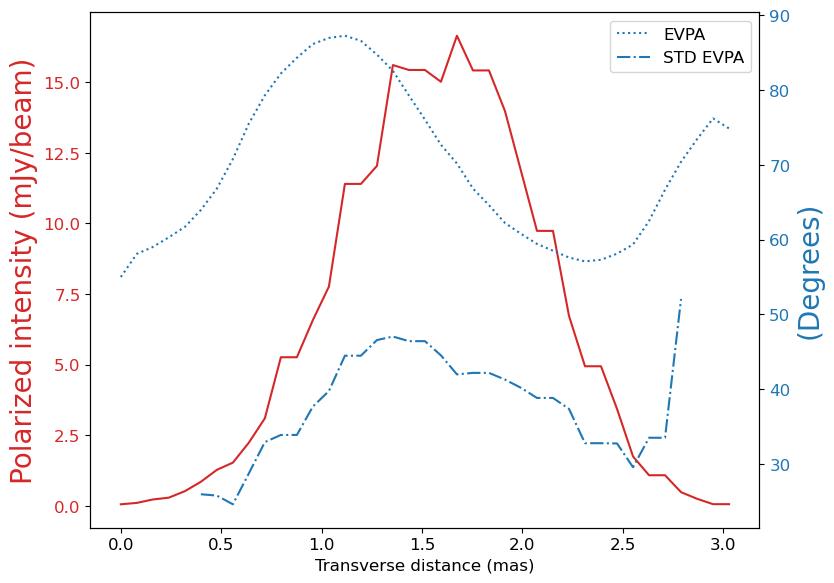 Polarized intensity (mJy/beam)
15.0
12.5
10.0
7.5
5.0
2.5
0.0
EVPA
STD EVPA
90
80
70
60
50
40
30
(Degrees)
0.0 0.5 1.0 1.5 2.0 2.5 3.0
Transverse distance (mas)